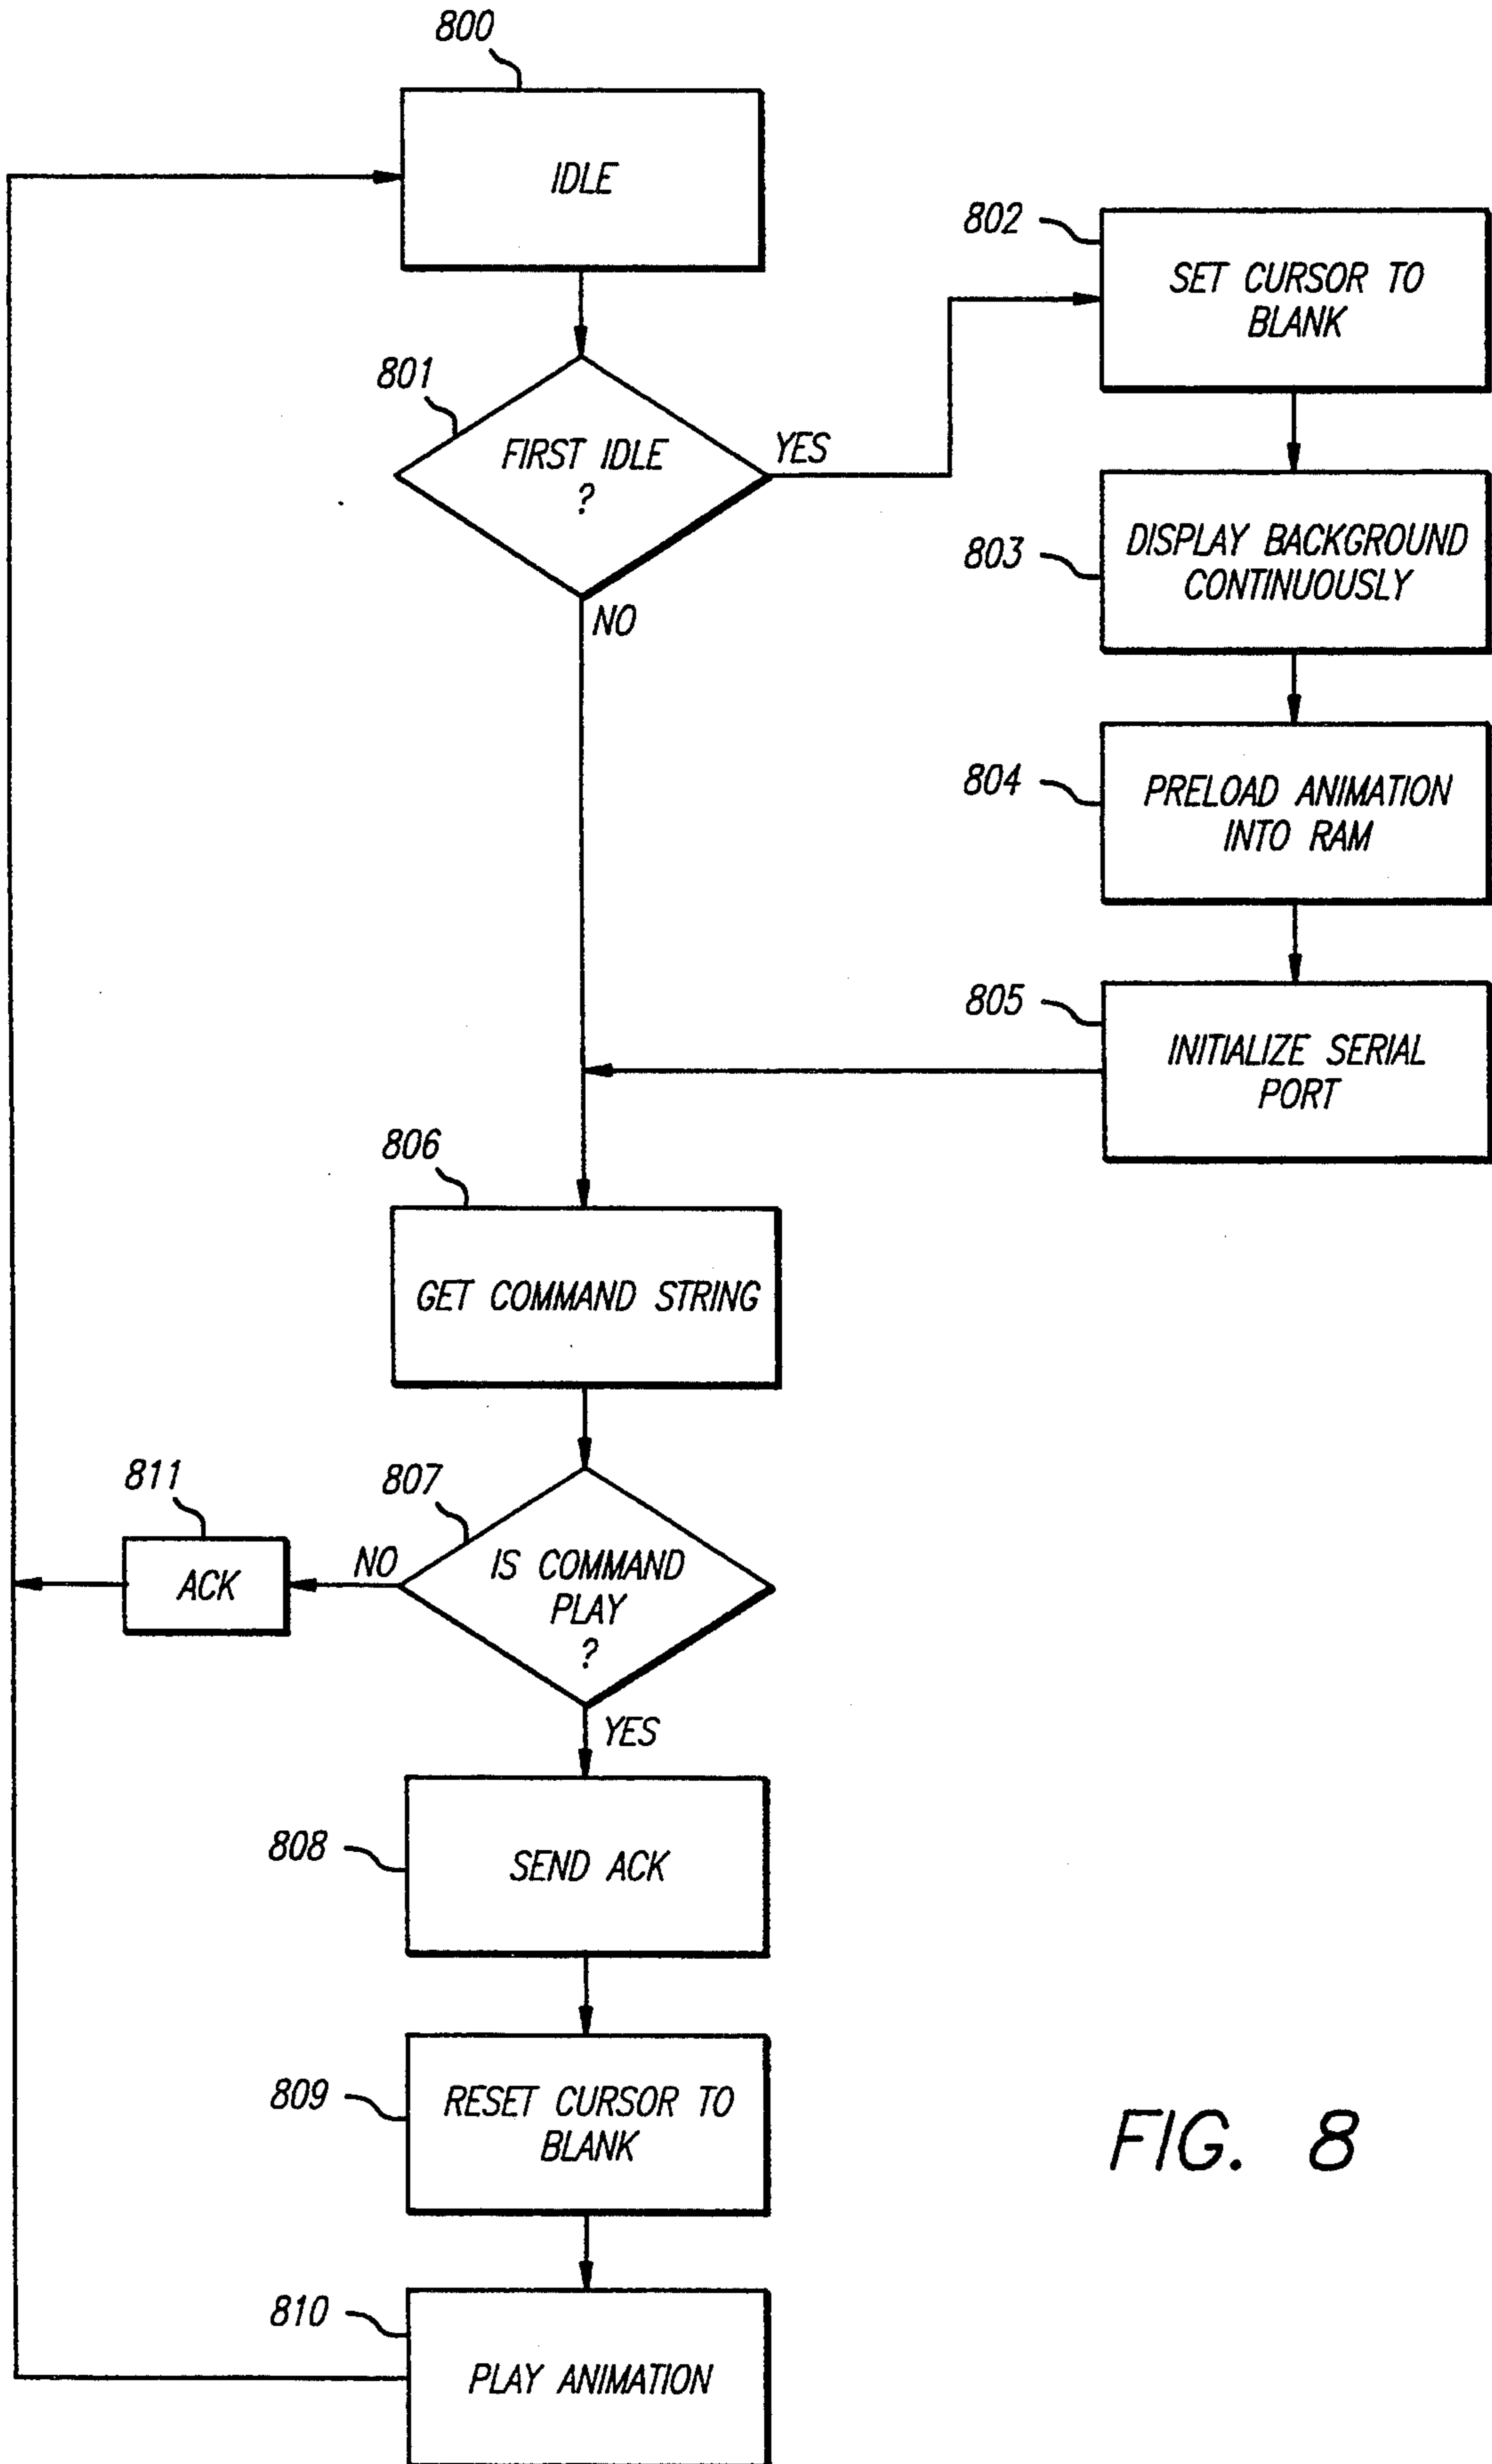 800
IDLE
802
SET CURSOR TO
BLANK
801
FIRST IDLE
?
YES
NO
803
DISPLAY BACKGROUND
CONTINUOUSLY
804
PRELOAD ANIMATION
INTO RAM
805
INITIALIZE SERIAL
PORT
806
GET COMMAND STRING
807
IS COMMAND
PLAY
?
NO
811
ACK
YES
808
SEND ACK
809
RESET CURSOR TO
BLANK
810
PLAY ANIMATION
FIG. 8